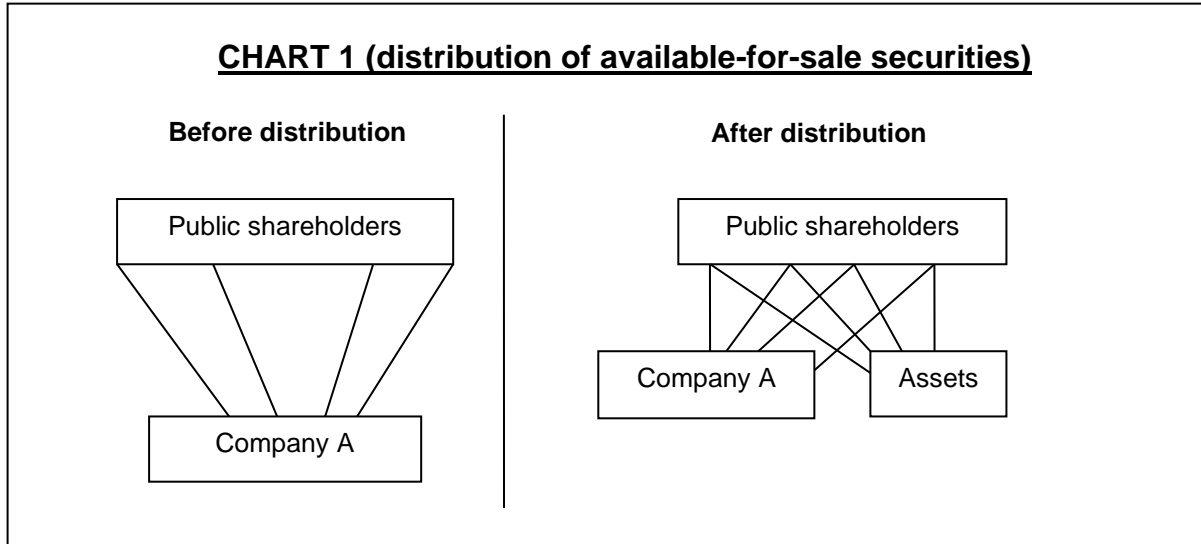 CHART 1 (distribution of available-for-sale securities)
Before distribution
After distribution
Public shareholders
Public shareholders
Company A
Assets
Company A